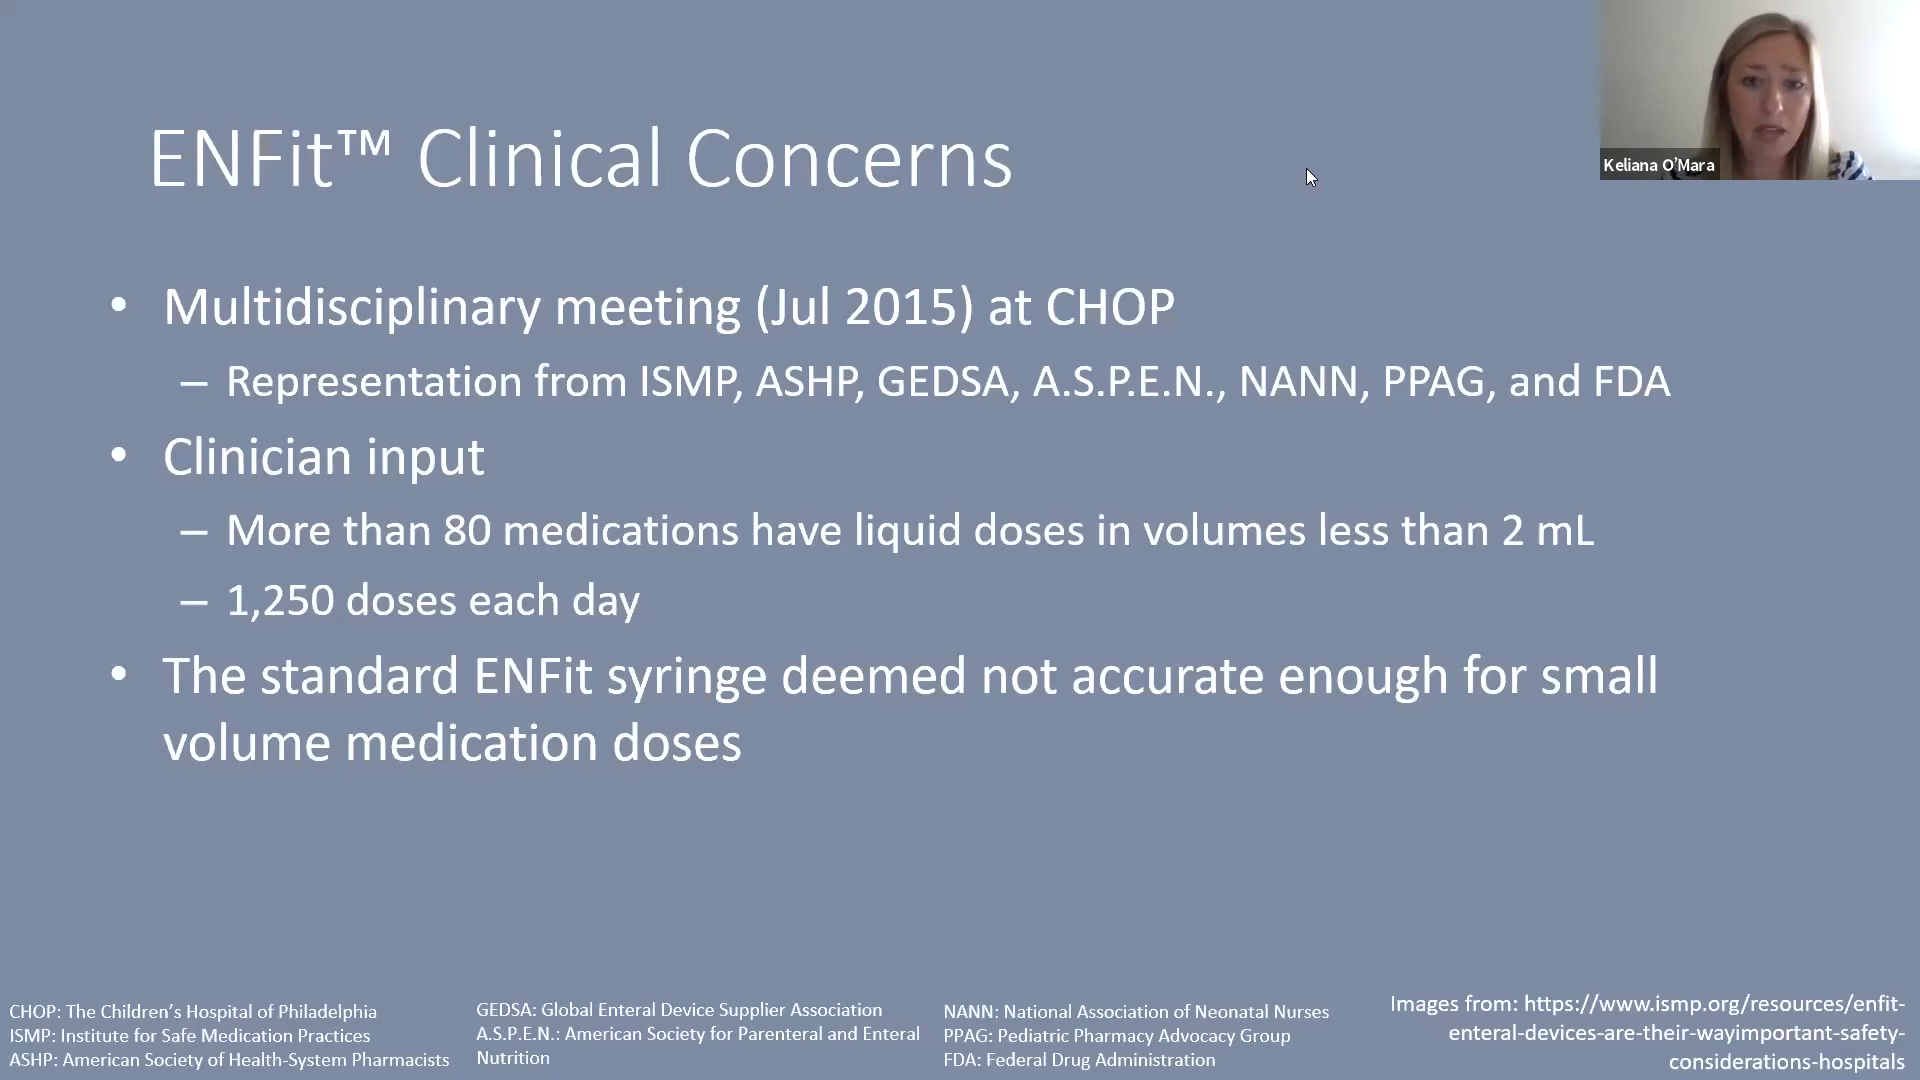 ENFit™ Clinical Concerns
Keliana O'Mara
• Multidisciplinary meeting (Jul 2015) at CHOP
– Representation from ISMP, ASHP, GEDSA, A.S.P.E.N., NANN, PPAG, and FDA
• Clinician input
– More than 80 medications have liquid doses in volumes less than 2 mL
– 1,250 doses each day
• The standard ENFit syringe deemed not accurate enough for small
volume medication doses
CHOP: The Children's Hospital of Philadelphia
ISMP: Institute for Safe Medication Practices
ASHP: American Society of Health-System Pharmacists
GEDSA: Global Enteral Device Supplier Association
A.S.P.E.N.: American Society for Parenteral and Enteral
Nutrition
NANN: National Association of Neonatal Nurses
PPAG: Pediatric Pharmacy Advocacy Group
FDA: Federal Drug Administration
Images from: https://www.ismp.org/resources/enfit-
enteral-devices-are-their-wayimportant-safety-
considerations-hospitals